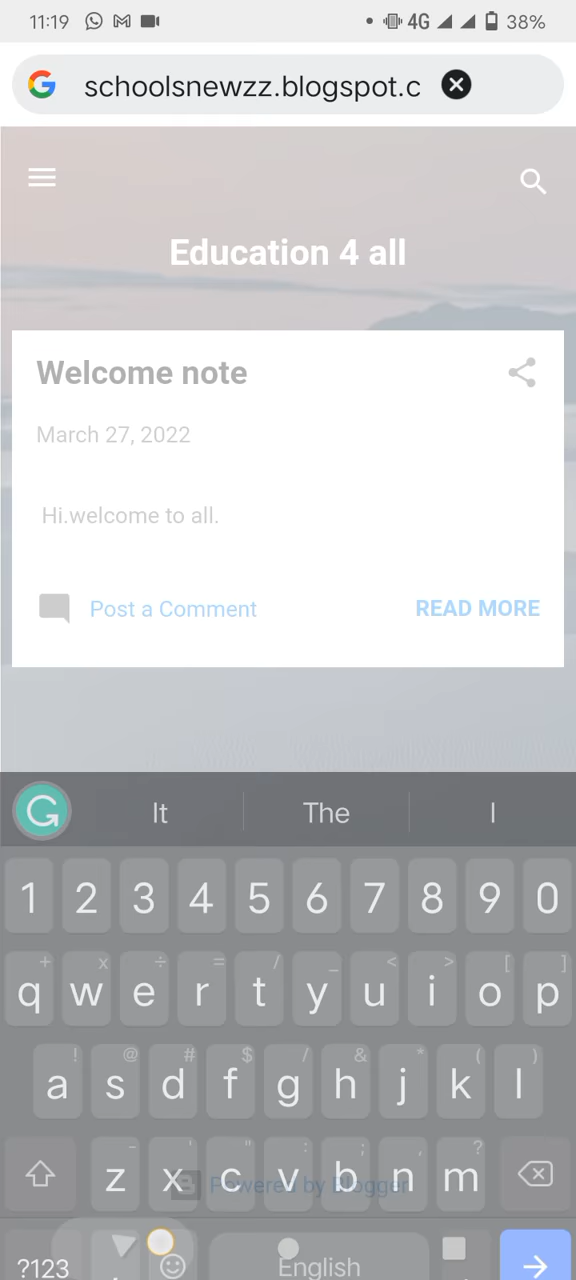 11:19 4G 38%
schoolsnewzz.blogspot.c
Education 4 all
Welcome note
March 27, 2022
Hi.welcome to all.
Post a Comment READ MORE
It The I
1 2 3 4 5 6 7 8 9 0
+ x ÷ = / _ < > [ ]
q w e r t y u i o p
! @ # $ / & * ( )
a s d f g h j k l
- ' " : ; , ?
z x c v b n m
Powered by Blogger
?123 , English